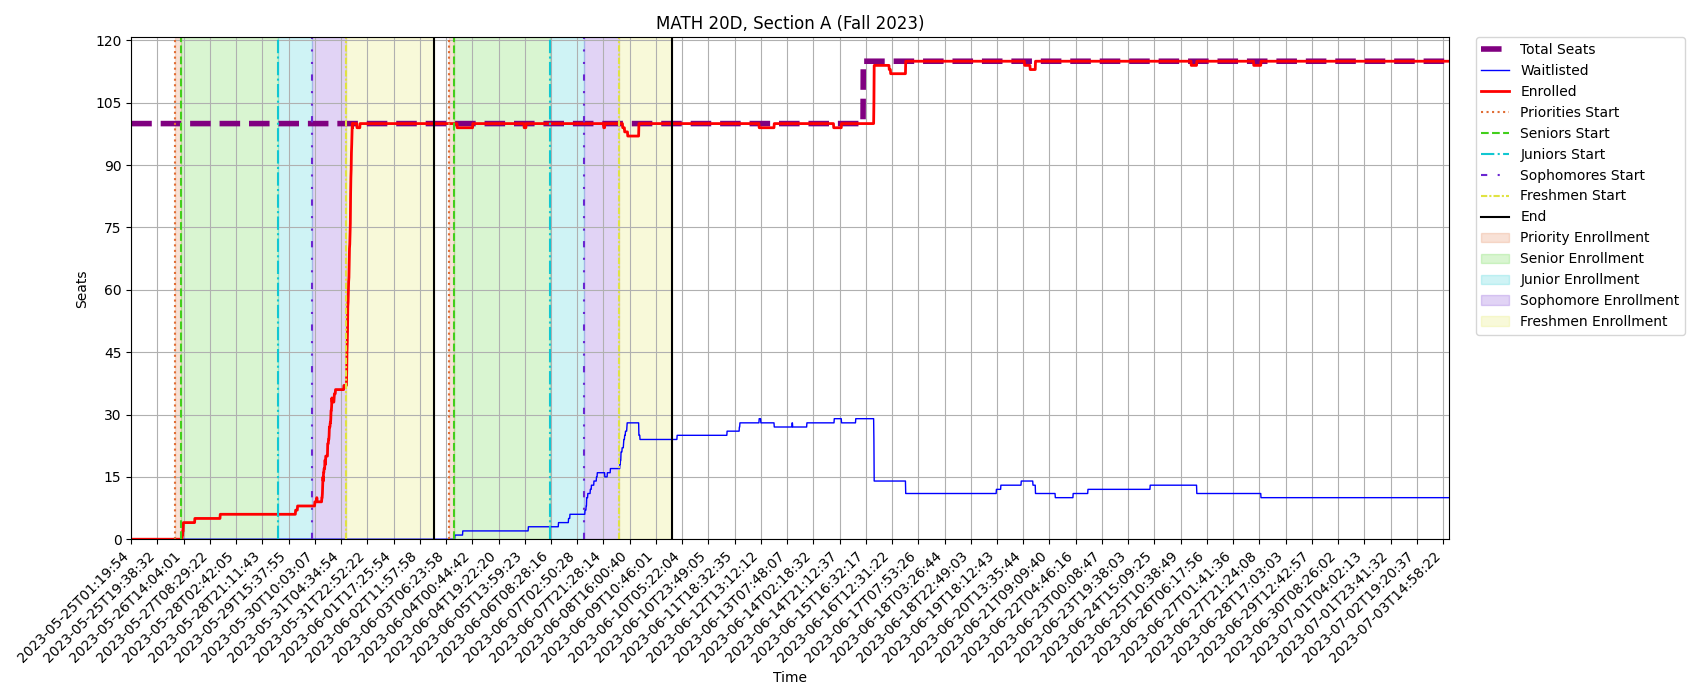 MATH 20D, Section A (Fall 2023)
120
105
90
75
60
45
30
15
0
Seats
2023-05-25T01:19:54
2023-05-25T19:38:32
2023-05-26T14:04:01
2023-05-27T08:29:22
2023-05-28T02:42:05
2023-05-28T21:11:43
2023-05-29T15:37:55
2023-05-30T10:03:07
2023-05-31T04:34:54
2023-05-31T22:52:22
2023-06-01T17:25:54
2023-06-02T11:57:58
2023-06-03T06:23:58
2023-06-04T00:44:42
2023-06-04T19:22:20
2023-06-05T13:59:23
2023-06-06T08:28:16
2023-06-07T02:50:28
2023-06-07T21:28:14
2023-06-08T16:00:40
2023-06-09T10:46:01
2023-06-10T05:22:04
2023-06-10T23:49:05
2023-06-11T18:32:35
2023-06-12T13:12:12
2023-06-13T07:48:07
2023-06-14T02:18:32
2023-06-14T21:12:37
2023-06-15T16:32:17
2023-06-16T12:31:22
2023-06-17T07:53:26
2023-06-18T03:26:44
2023-06-18T22:49:03
2023-06-19T18:12:43
2023-06-20T13:35:44
2023-06-21T09:09:40
2023-06-22T04:46:16
2023-06-23T00:08:47
2023-06-23T19:38:03
2023-06-24T15:09:25
2023-06-25T10:38:49
2023-06-26T06:17:56
2023-06-27T01:41:36
2023-06-27T21:24:08
2023-06-28T17:03:03
2023-06-29T12:42:57
2023-06-30T08:26:02
2023-07-01T04:02:13
2023-07-01T23:41:32
2023-07-02T19:20:37
2023-07-03T14:58:22
Time
Total Seats
Waitlisted
Enrolled
Priorities Start
Seniors Start
Juniors Start
Sophomores Start
Freshmen Start
End
Priority Enrollment
Senior Enrollment
Junior Enrollment
Sophomore Enrollment
Freshmen Enrollment